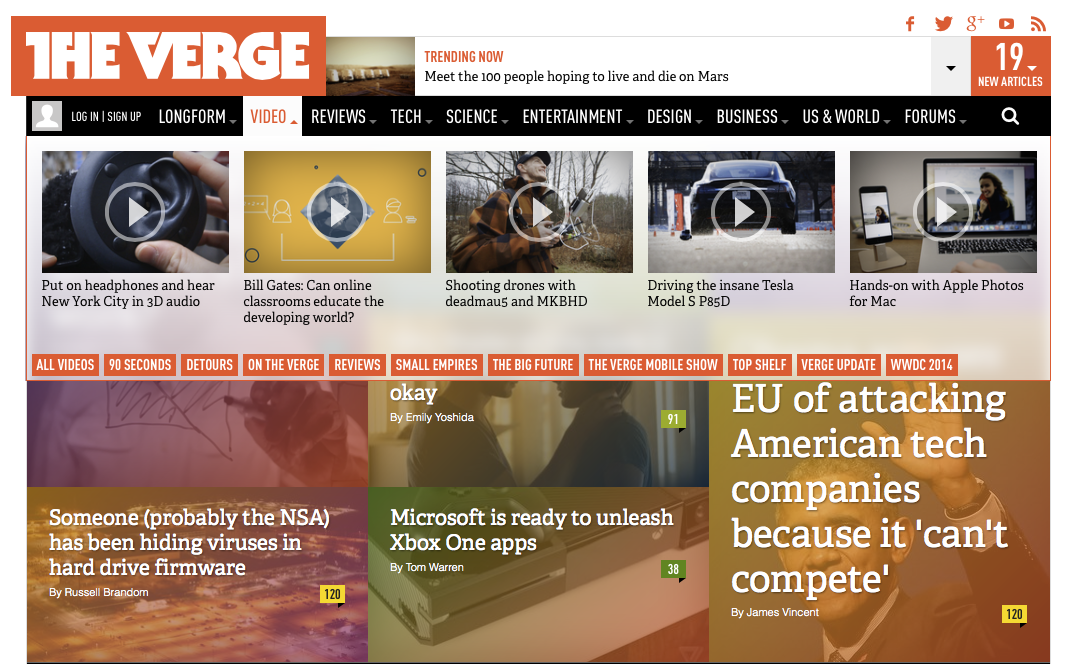 THE VERGE
TRENDING NOW
Meet the 100 people hoping to live and die on Mars
19
NEW ARTICLES
LOG IN | SIGN UP
LONGFORM
VIDEO
REVIEWS
TECH
SCIENCE
ENTERTAINMENT
DESIGN
BUSINESS
US & WORLD
FORUMS
Put on headphones and hear
New York City in 3D audio
Bill Gates: Can online
classrooms educate the
developing world?
Shooting drones with
deadmau5 and MKBHD
Driving the insane Tesla
Model S P85D
Hands-on with Apple Photos
for Mac
ALL VIDEOS
90 SECONDS
DETOURS
ON THE VERGE
REVIEWS
SMALL EMPIRES
THE BIG FUTURE
THE VERGE MOBILE SHOW
TOP SHELF
VERGE UPDATE
WWDC 2014
okay
By Emily Yoshida
91
EU of attacking
American tech
companies
because it 'can't
compete'
By James Vincent
120
Someone (probably the NSA)
has been hiding viruses in
hard drive firmware
By Russell Brandom
120
Microsoft is ready to unleash
Xbox One apps
By Tom Warren
38